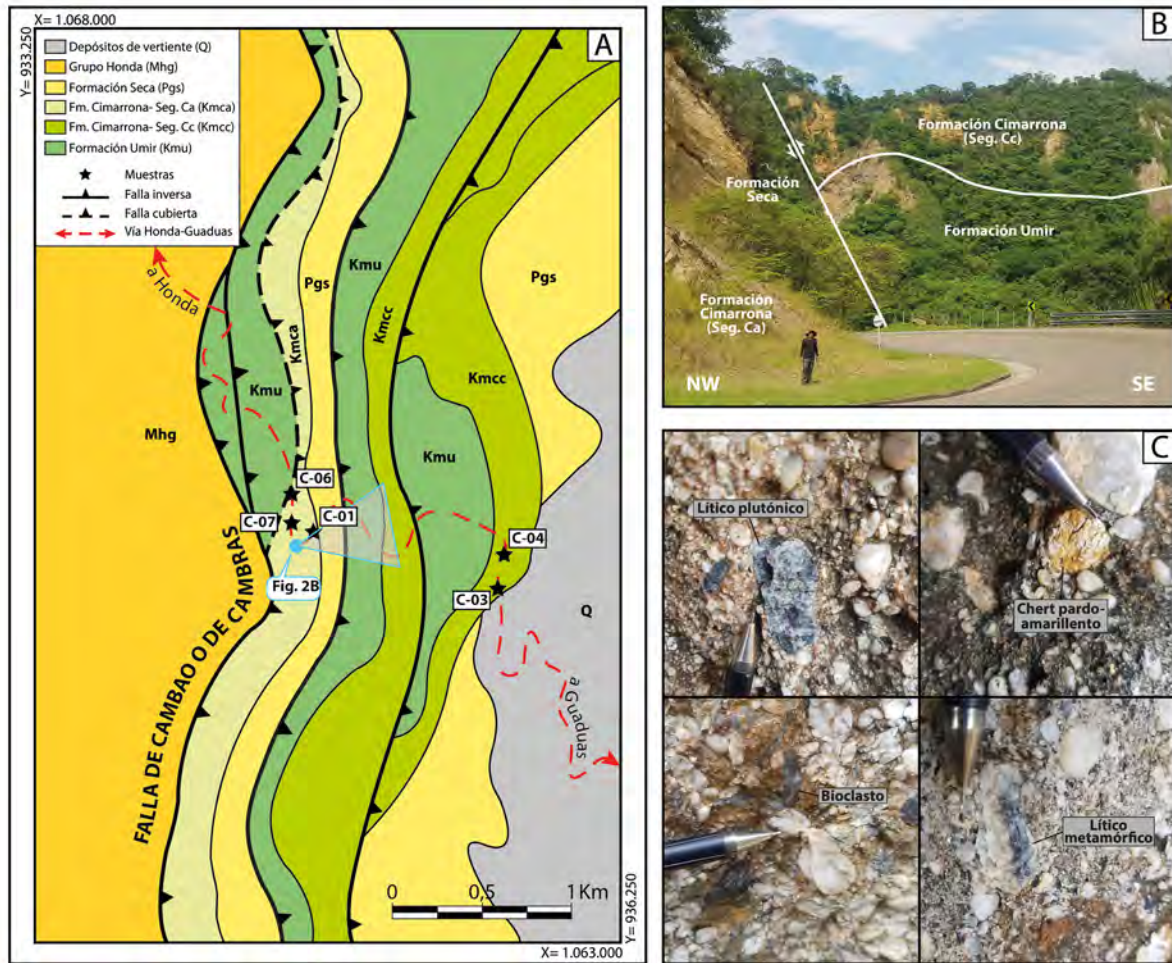 X= 1.068.000
Y= 933.250
A
Depósitos de vertiente (Q)
Grupo Honda (Mhg)
Formación Seca (Pgs)
Fm. Cimarrona- Seg. Ca (Kmca)
Fm. Cimarrona- Seg. Cc (Kmcc)
Formación Umir (Kmu)
Muestras
Falla inversa
Falla cubierta
Vía Honda-Guaduas
a Honda
Kmu
Pgs
Pgs
Kmca
Kmcc
Kmcc
Kmu
Mhg
Kmu
C-06
C-07
C-01
C-04
C-03
Fig. 2B
Q
a Guaduas
FALLA DE CAMBAO O DE CAMBRAS
0
0,5
1 Km
Y= 936.250
X= 1.063.000
B
Formación Cimarrona
(Seg. Cc)
Formación
Seca
Formación Umir
Formación
Cimarrona
(Seg. Ca)
NW
SE
C
Lítico plutónico
Chert pardo-
amarillento
Bioclasto
Lítico
metamórfico